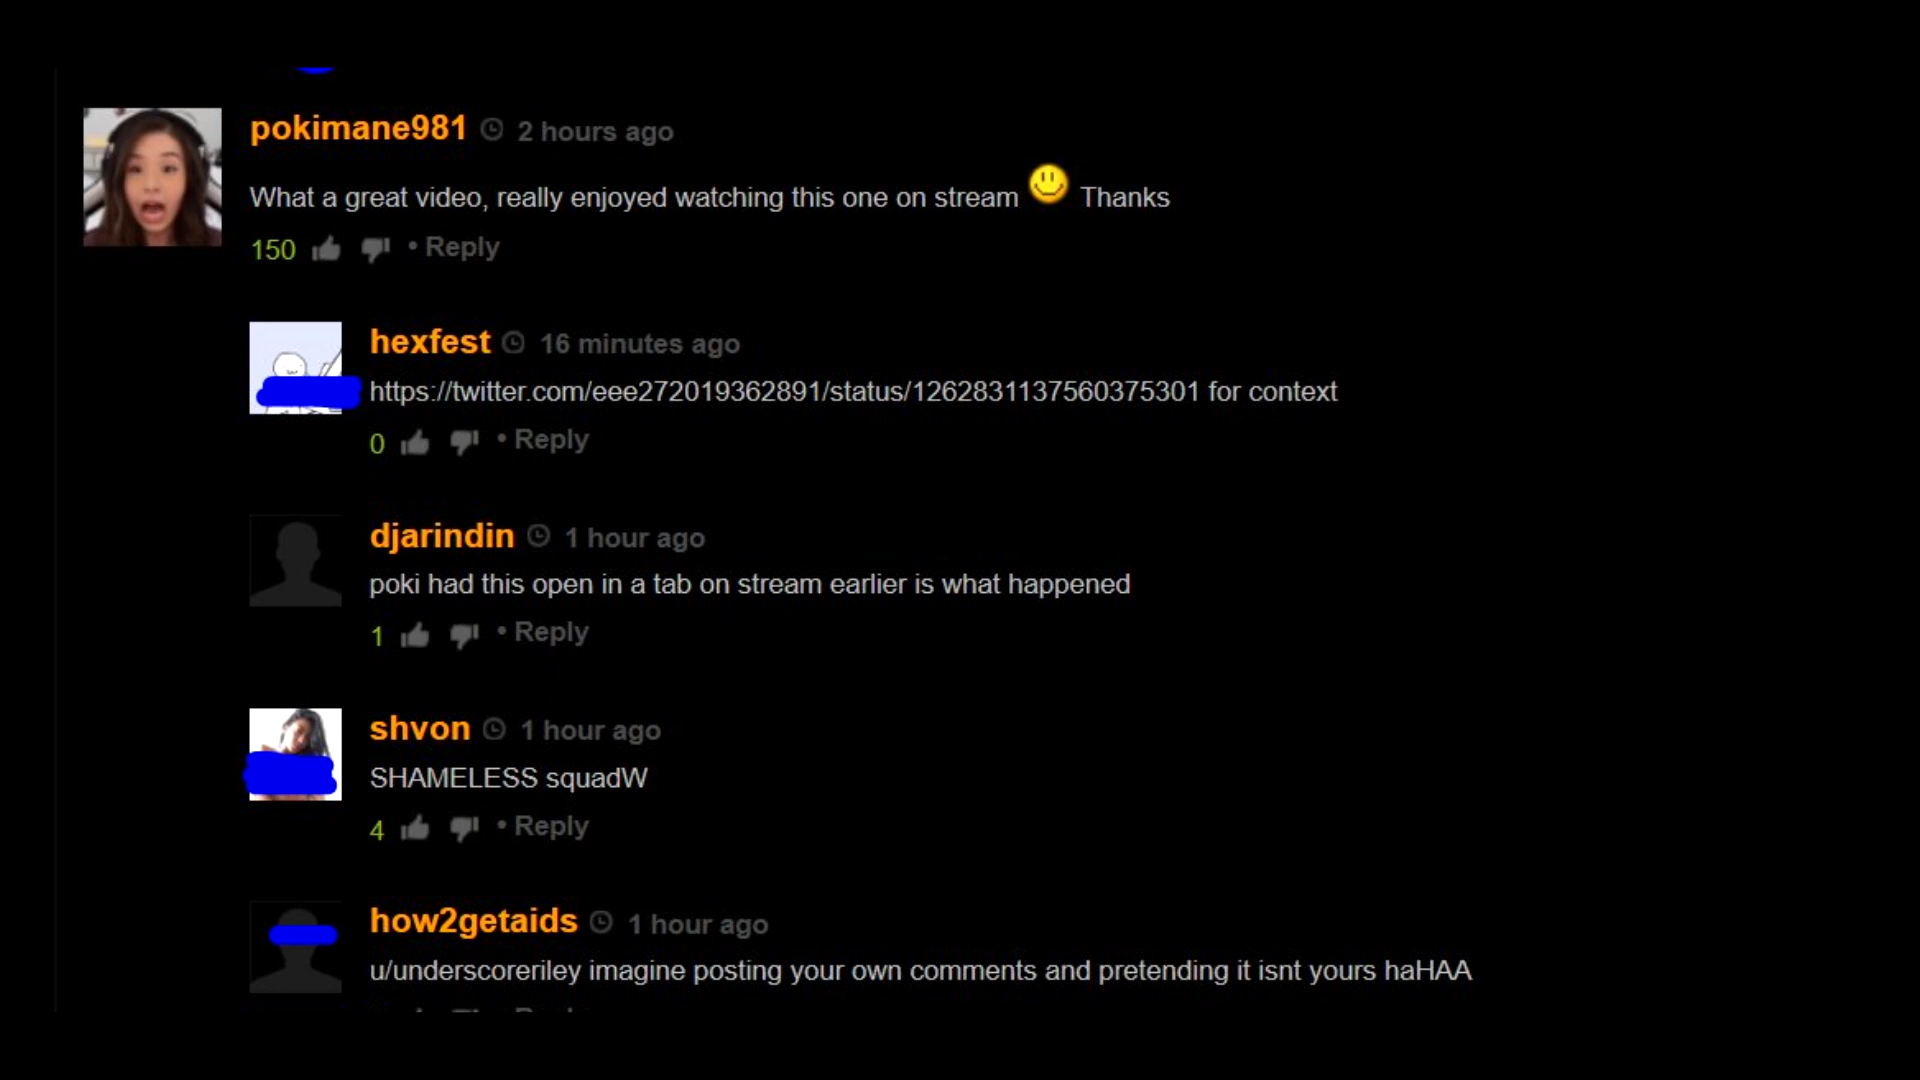 pokimane981 2 hours ago
What a great video, really enjoyed watching this one on stream Thanks
150 • Reply
hexfest 16 minutes ago
https://twitter.com/eee272019362891/status/1262831137560375301 for context
0 • Reply
djarindin 1 hour ago
poki had this open in a tab on stream earlier is what happened
1 • Reply
shvon 1 hour ago
SHAMELESS squadW
4 • Reply
how2getaids 1 hour ago
u/underscoreriley imagine posting your own comments and pretending it isnt yours haHAA